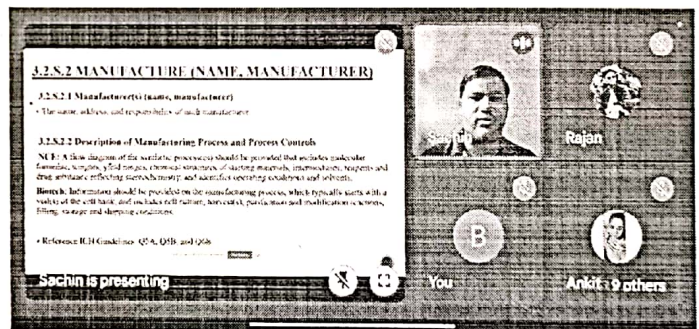 3.2.S.2 MANUFACTURE (NAME, MANUFACTURER)
3.2.S.2.1 Manufacturer(s) (name, manufacturer)
• The name, address, and responsibility of each manufacturer
3.2.S.2.2 Description of Manufacturing Process and Process Controls
NCE: A flow diagram of the synthetic process(es) should be provided that includes molecular
formulae, weights, yield ranges, chemical structures of starting materials, intermediates, reagents and
drug substance reflecting stereochemistry, and identifies operating conditions and solvents.
Biotech: Information should be provided on the manufacturing process, which typically starts with a
vial(s) of the cell bank, and includes cell culture, harvest(s), purification and modification reactions,
filling, storage and shipping conditions.
• Reference ICH Guidelines: Q5A, Q5B, and Q6B
Sachin is presenting
Sachin
Rajan
B
You
Ankit
9 others